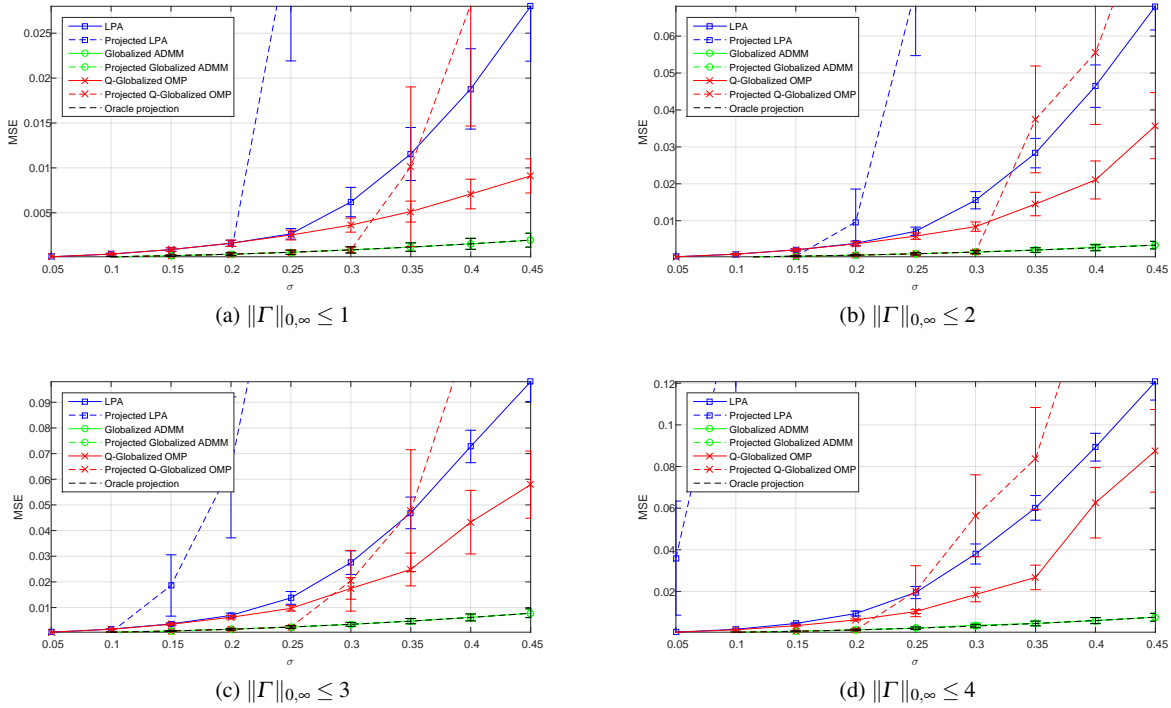 LPA
Projected LPA
Globalized ADMM
Projected Globalized ADMM
Q-Globalized OMP
Projected Q-Globalized OMP
Oracle projection
MSE
0.025
0.02
0.015
0.01
0.005
0.05 0.1 0.15 0.2 0.25 0.3 0.35 0.4 0.45
σ
(a) ‖Γ‖0,∞ ≤ 1
LPA
Projected LPA
Globalized ADMM
Projected Globalized ADMM
Q-Globalized OMP
Projected Q-Globalized OMP
Oracle projection
MSE
0.06
0.05
0.04
0.03
0.02
0.01
0.05 0.1 0.15 0.2 0.25 0.3 0.35 0.4 0.45
σ
(b) ‖Γ‖0,∞ ≤ 2
LPA
Projected LPA
Globalized ADMM
Projected Globalized ADMM
Q-Globalized OMP
Projected Q-Globalized OMP
Oracle projection
MSE
0.09
0.08
0.07
0.06
0.05
0.04
0.03
0.02
0.01
0.05 0.1 0.15 0.2 0.25 0.3 0.35 0.4 0.45
σ
(c) ‖Γ‖0,∞ ≤ 3
LPA
Projected LPA
Globalized ADMM
Projected Globalized ADMM
Q-Globalized OMP
Projected Q-Globalized OMP
Oracle projection
MSE
0.12
0.1
0.08
0.06
0.04
0.02
0.05 0.1 0.15 0.2 0.25 0.3 0.35 0.4 0.45
σ
(d) ‖Γ‖0,∞ ≤ 4